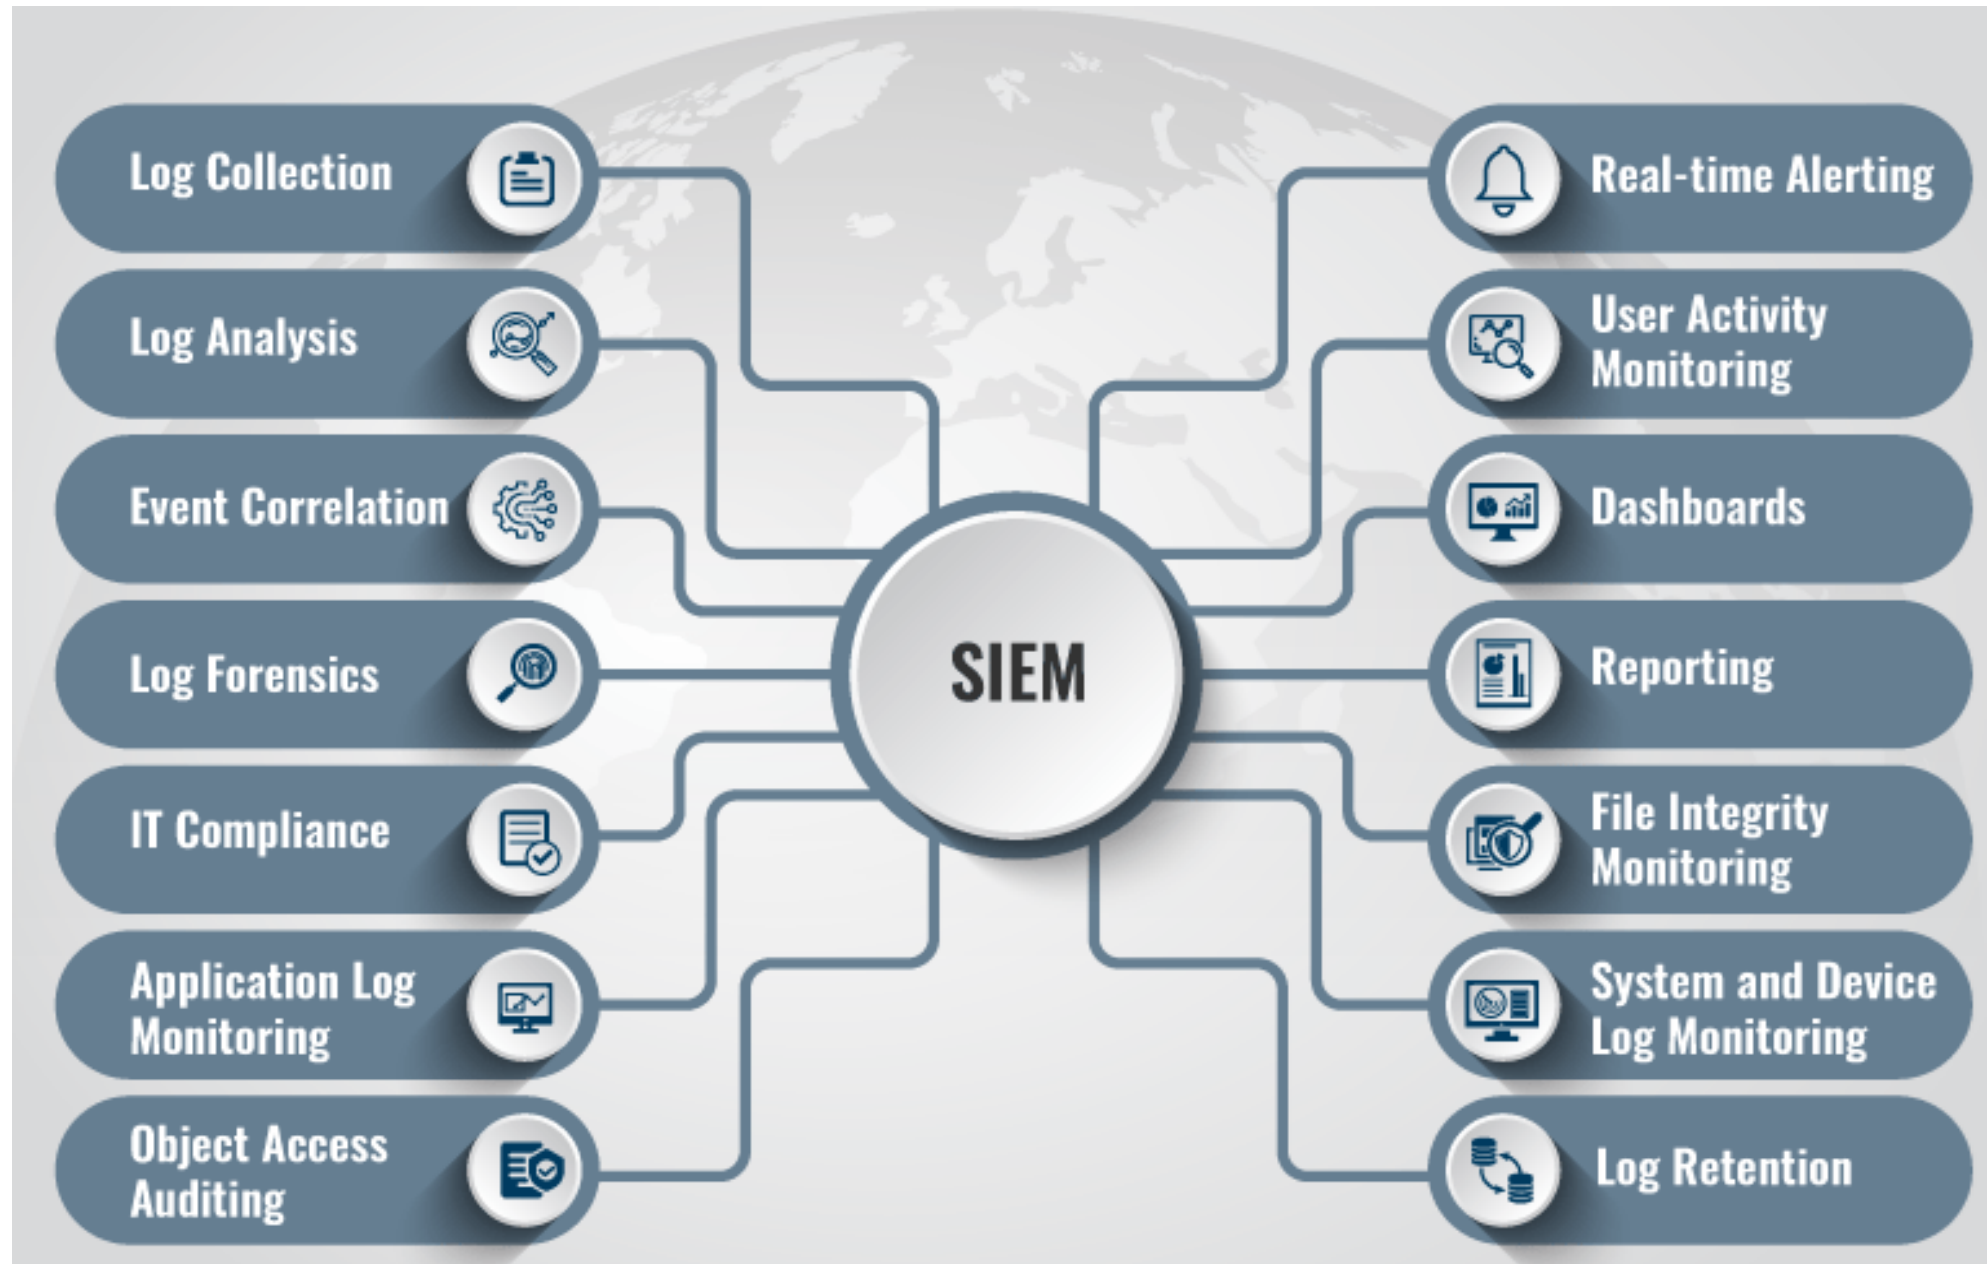 Log Collection
Log Analysis
Event Correlation
Log Forensics
IT Compliance
Application Log
Monitoring
Object Access
Auditing
SIEM
Real-time Alerting
User Activity
Monitoring
Dashboards
Reporting
File Integrity
Monitoring
System and Device
Log Monitoring
Log Retention